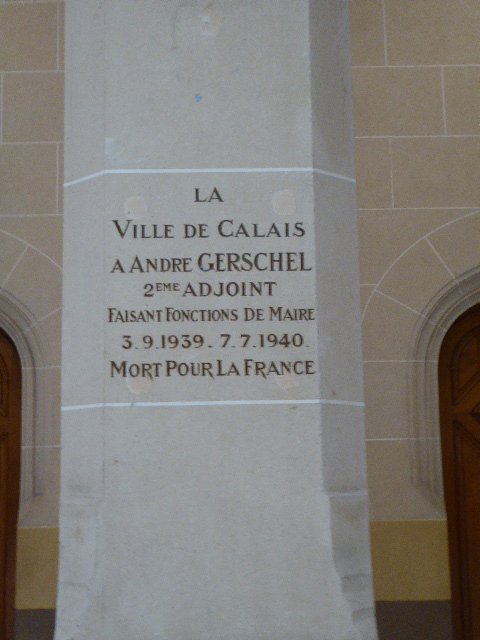 LA
VILLE DE CALAIS
A ANDRE GERSCHEL
2EME ADJOINT
FAISANT FONCTIONS DE MAIRE
3.9.1939. 7.7.1940.
MORT POUR LA FRANCE